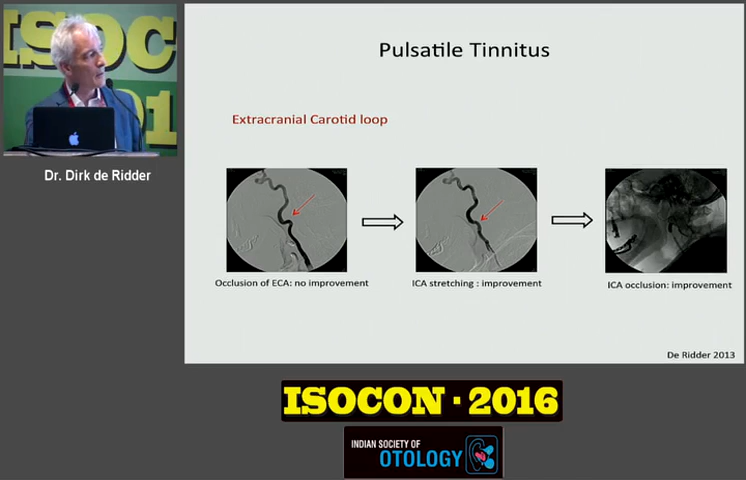 ISOC
Pulsatile Tinnitus
Extracranial Carotid loop
Dr. Dirk de Ridder
Occlusion of ECA: no improvement
ICA stretching : improvement
ICA occlusion: improvement
De Ridder 2013
ISOCON · 2016
INDIAN SOCIETY OF
OTOLOGY